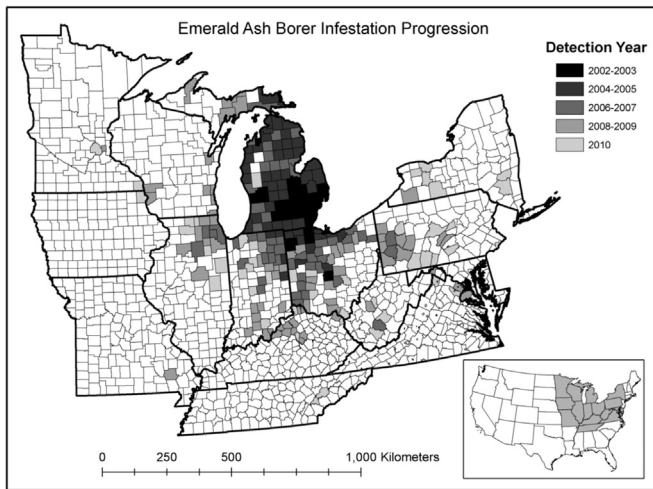 Emerald Ash Borer Infestation Progression
Detection Year
2002-2003
2004-2005
2006-2007
2008-2009
2010
0 250 500 1,000 Kilometers